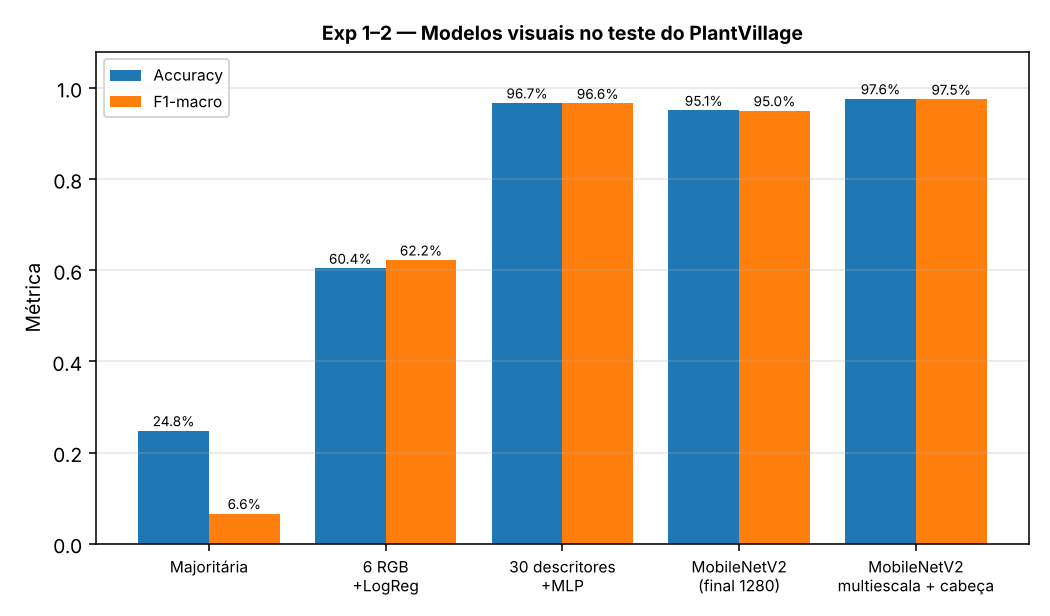 Exp 1–2 — Modelos visuais no teste do PlantVillage
Accuracy
F1-macro
Métrica
1.0
0.8
0.6
0.4
0.2
0.0
24.8%
6.6%
60.4%
62.2%
96.7%
96.6%
95.1%
95.0%
97.6%
97.5%
Majoritária
6 RGB
+LogReg
30 descritores
+MLP
MobileNetV2
(final 1280)
MobileNetV2
multiescala + cabeça